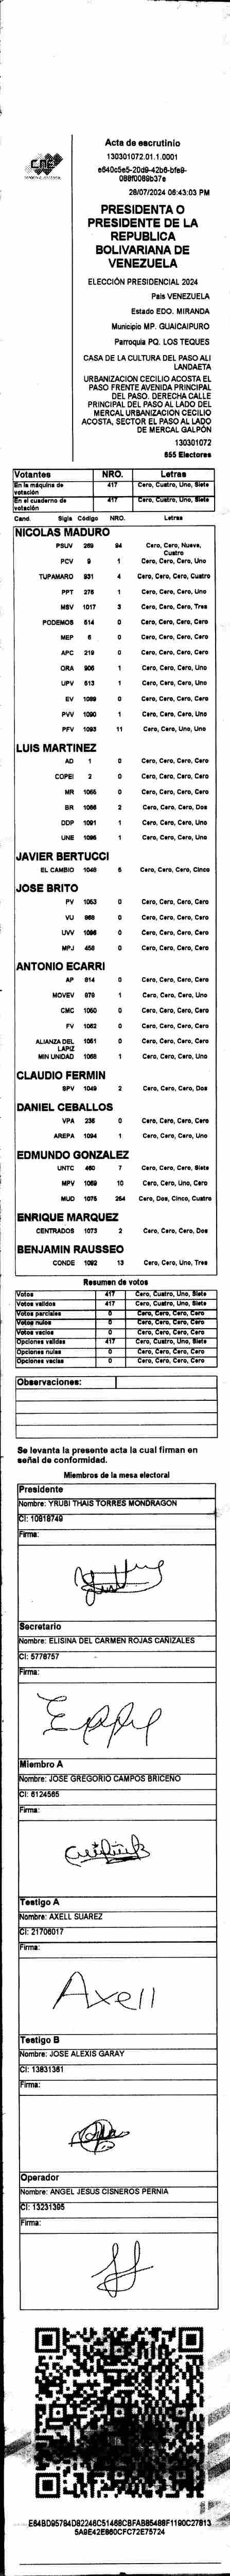 CNE
Acta de escrutinio
130301072.01.1.0001
e640c5e5-20d9-42b6-bfa9-
088f0089b37e
28/07/2024 06:43:03 PM
PRESIDENTA O
PRESIDENTE DE LA
REPUBLICA
BOLIVARIANA DE
VENEZUELA
ELECCIÓN PRESIDENCIAL 2024
Pais VENEZUELA
Estado EDO. MIRANDA
Municipio MP. GUAICAIPURO
Parroquia PQ. LOS TEQUES
CASA DE LA CULTURA DEL PASO ALI
LANDAETA
URBANIZACION CECILIO ACOSTA EL
PASO FRENTE AVENIDA PRINCIPAL
DEL PASO. DERECHA CALLE
PRINCIPAL DEL PASO AL LADO DEL
MERCAL URBANIZACION CECILIO
ACOSTA, SECTOR EL PASO AL LADO
DE MERCAL GALPÓN
130301072
655 Electores
Votantes NRO. Letras
En la máquina de votación 417 Cero, Cuatro, Uno, Siete
En el cuaderno de votación 417 Cero, Cuatro, Uno, Siete
Cand. Sigla Código NRO. Letras
NICOLAS MADURO
PSUV 269 94 Cero, Cero, Nueve, Cuatro
PCV 9 1 Cero, Cero, Cero, Uno
TUPAMARO 931 4 Cero, Cero, Cero, Cuatro
PPT 276 1 Cero, Cero, Cero, Uno
MSV 1017 3 Cero, Cero, Cero, Tres
PODEMOS 514 0 Cero, Cero, Cero, Cero
MEP 6 0 Cero, Cero, Cero, Cero
APC 219 0 Cero, Cero, Cero, Cero
ORA 906 1 Cero, Cero, Cero, Uno
UPV 513 1 Cero, Cero, Cero, Uno
EV 1089 0 Cero, Cero, Cero, Cero
PVV 1090 1 Cero, Cero, Cero, Uno
PFV 1093 11 Cero, Cero, Uno, Uno
LUIS MARTINEZ
AD 1 0 Cero, Cero, Cero, Cero
COPEI 2 0 Cero, Cero, Cero, Cero
MR 1065 0 Cero, Cero, Cero, Cero
BR 1086 2 Cero, Cero, Cero, Dos
DDP 1091 1 Cero, Cero, Cero, Uno
UNE 1095 1 Cero, Cero, Cero, Uno
JAVIER BERTUCCI
EL CAMBIO 1048 5 Cero, Cero, Cero, Cinco
JOSE BRITO
PV 1053 0 Cero, Cero, Cero, Cero
VU 868 0 Cero, Cero, Cero, Cero
UVV 1096 0 Cero, Cero, Cero, Cero
MPJ 458 0 Cero, Cero, Cero, Cero
ANTONIO ECARRI
AP 814 0 Cero, Cero, Cero, Cero
MOVEV 878 1 Cero, Cero, Cero, Uno
CMC 1050 0 Cero, Cero, Cero, Cero
FV 1062 0 Cero, Cero, Cero, Cero
ALIANZA DEL LAPIZ 1051 0 Cero, Cero, Cero, Cero
MIN UNIDAD 1068 1 Cero, Cero, Cero, Uno
CLAUDIO FERMIN
SPV 1049 2 Cero, Cero, Cero, Dos
DANIEL CEBALLOS
VPA 236 0 Cero, Cero, Cero, Cero
AREPA 1094 1 Cero, Cero, Cero, Uno
EDMUNDO GONZALEZ
UNTC 460 7 Cero, Cero, Cero, Siete
MPV 1069 10 Cero, Cero, Uno, Cero
MUD 1075 254 Cero, Dos, Cinco, Cuatro
ENRIQUE MARQUEZ
CENTRADOS 1073 2 Cero, Cero, Cero, Dos
BENJAMIN RAUSSEO
CONDE 1092 13 Cero, Cero, Uno, Tres
Resumen de votos
Votos 417 Cero, Cuatro, Uno, Siete
Votos validos 417 Cero, Cuatro, Uno, Siete
Votos parciales 0 Cero, Cero, Cero, Cero
Votos nulos 0 Cero, Cero, Cero, Cero
Votos vacios 0 Cero, Cero, Cero, Cero
Opciones validas 417 Cero, Cuatro, Uno, Siete
Opciones nulas 0 Cero, Cero, Cero, Cero
Opciones vacias 0 Cero, Cero, Cero, Cero
Observaciones:
Se levanta la presente acta la cual firman en
señal de conformidad.
Miembros de la mesa electoral
Presidente
Nombre: YRUBI THAIS TORRES MONDRAGON
CI: 10818749
Firma:
Secretario
Nombre: ELISINA DEL CARMEN ROJAS CAÑIZALES
CI: 5778757
Firma:
Miembro A
Nombre: JOSE GREGORIO CAMPOS BRICEÑO
CI: 6124565
Firma:
Testigo A
Nombre: AXELL SUAREZ
CI: 21706017
Firma:
Axell
Testigo B
Nombre: JOSE ALEXIS GARAY
CI: 13831361
Firma:
Operador
Nombre: ANGEL JESUS CISNEROS PERNIA
CI: 13231395
Firma:
E64BD95784D82246C51468CBFAB85488F1190C27813
5A9E42E860CFC72E75724